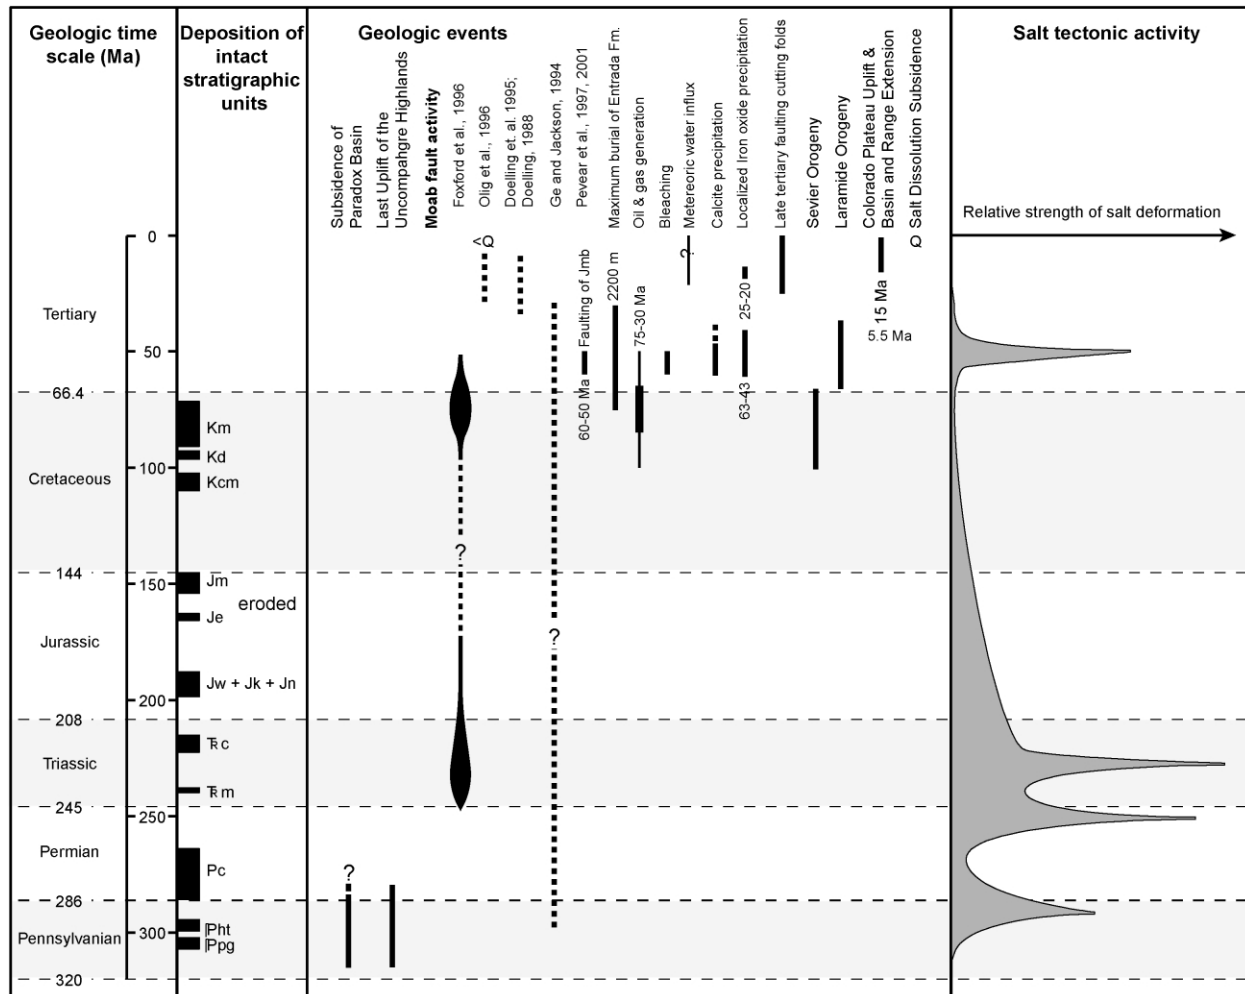 Geologic time
scale (Ma)
Deposition of
intact
stratigraphic
units
Geologic events
Salt tectonic activity
Subsidence of
Paradox Basin
Last Uplift of the
Uncompahgre Highlands
Moab fault activity
Foxford et al., 1996
Olig et al., 1996
Doelling et. al. 1995;
Doelling, 1988
Ge and Jackson, 1994
Pevear et al., 1997, 2001
Maximum burial of Entrada Fm.
Oil & gas generation
Bleaching
Metereoric water influx
Calcite precipitation
Localized Iron oxide precipitation
Late tertiary faulting cutting folds
Sevier Orogeny
Laramide Orogeny
Colorado Plateau Uplift &
Basin and Range Extension
Salt Dissolution Subsidence
Q
Relative strength of salt deformation
0
50
66.4
100
144
150
200
208
245
250
286
300
320
Tertiary
Cretaceous
Jurassic
Triassic
Permian
Pennsylvanian
Km
Kd
Kcm
Jm
Je
eroded
Jw + Jk + Jn
TR c
TR m
Pc
Pht
Ppg
?
?
?
<Q
Faulting of Jmb
60-50 Ma
2200 m
75-30 Ma
?
25-20
63-43
15 Ma
5.5 Ma